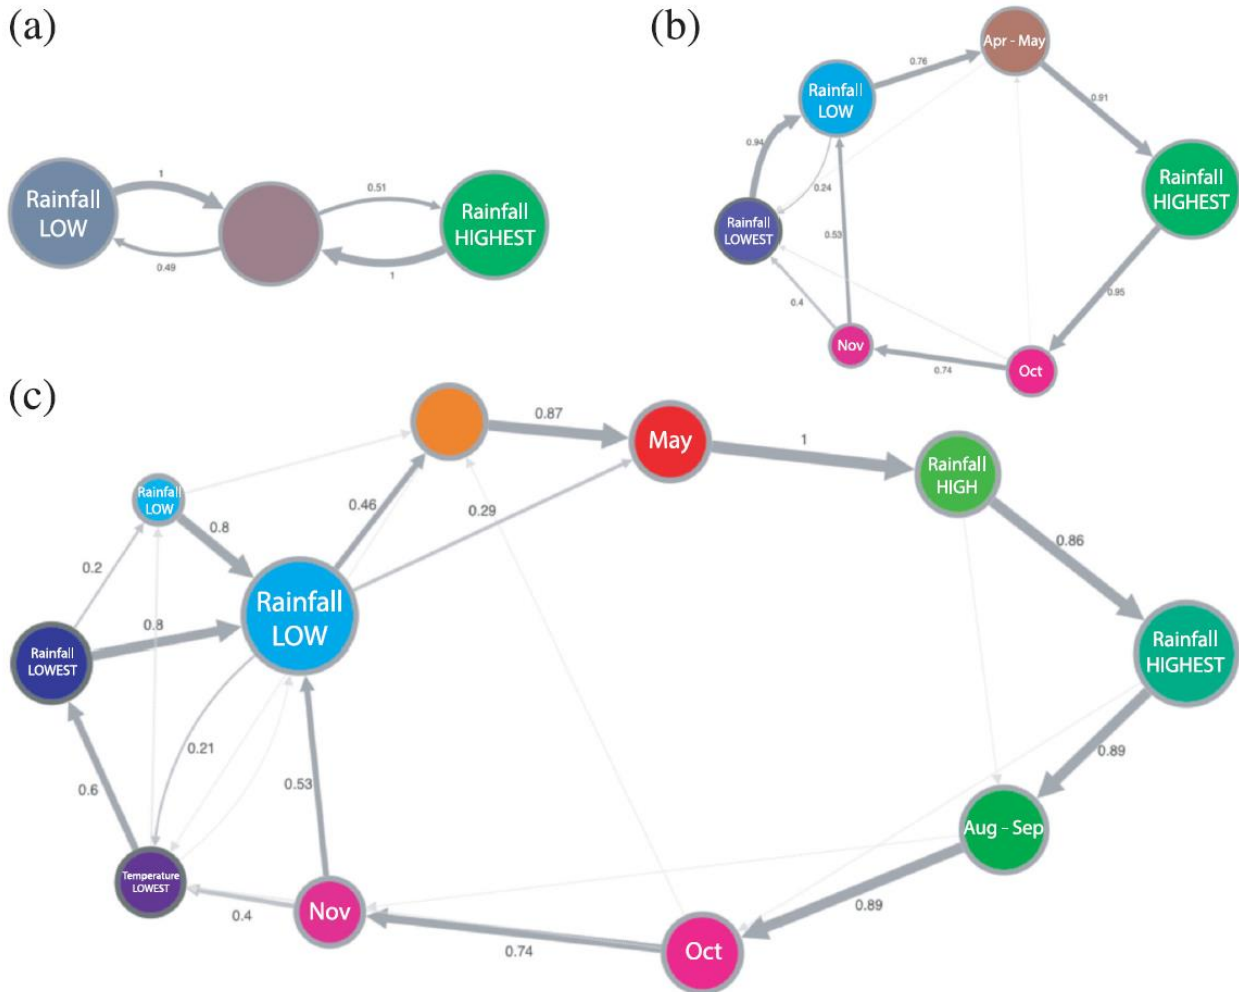 (a)
Rainfall
LOW
1
0.49
0.51
1
Rainfall
HIGHEST
(b)
Apr - May
0.76
0.91
Rainfall
LOW
0.94
0.24
Rainfall
LOWEST
0.53
0.4
Rainfall
HIGHEST
0.95
Nov
0.74
Oct
(c)
0.87
May
1
Rainfall
HIGH
Rainfall
LOW
0.8
0.46
0.29
0.86
0.2
Rainfall
LOW
0.8
Rainfall
LOWEST
Rainfall
HIGHEST
0.21
0.53
0.6
0.89
Aug - Sep
Temperature
LOWEST
0.4
Nov
0.74
Oct
0.89